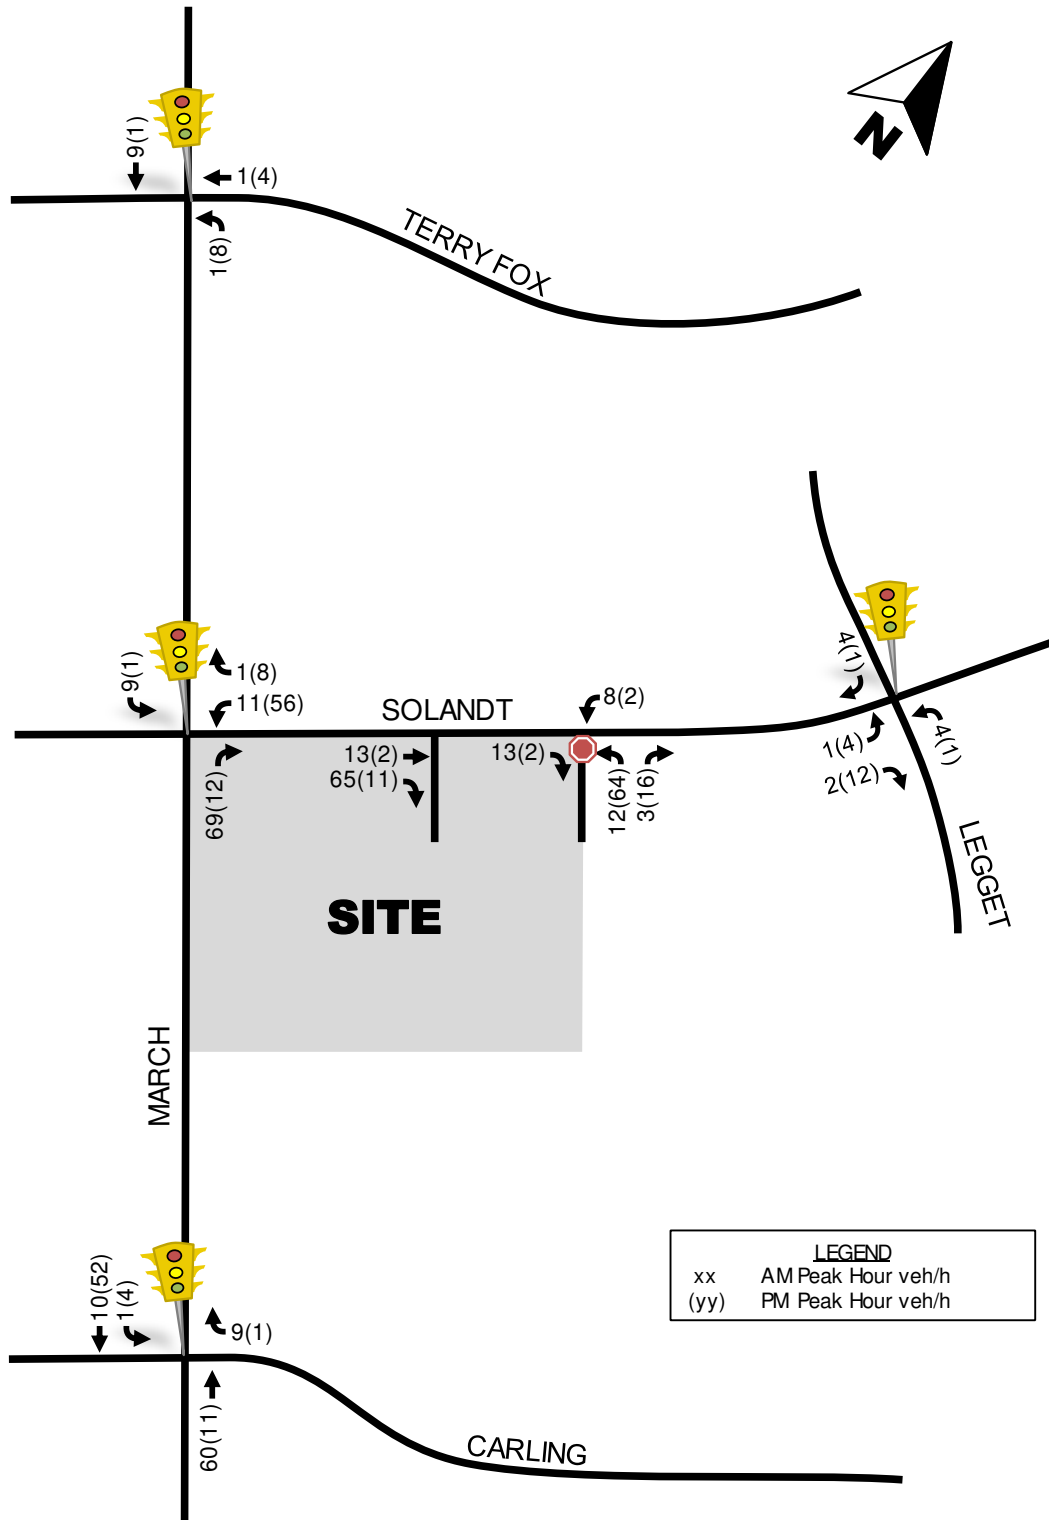 N
9(1)
1(4)
1(8)
TERRY FOX
9(1)
1(8)
11(56)
SOLANDT
8(2)
4(1)
69(12)
13(2)
65(11)
13(2)
12(64)
3(16)
1(4)
2(12)
4(1)
LEGGET
SITE
MARCH
LEGEND
xx AM Peak Hour veh/h
(yy) PM Peak Hour veh/h
10(52)
1(4)
9(1)
60(11)
CARLING